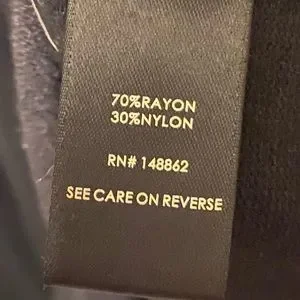 70%RAYON
30%NYLON
RN# 148862
SEE CARE ON REVERSE